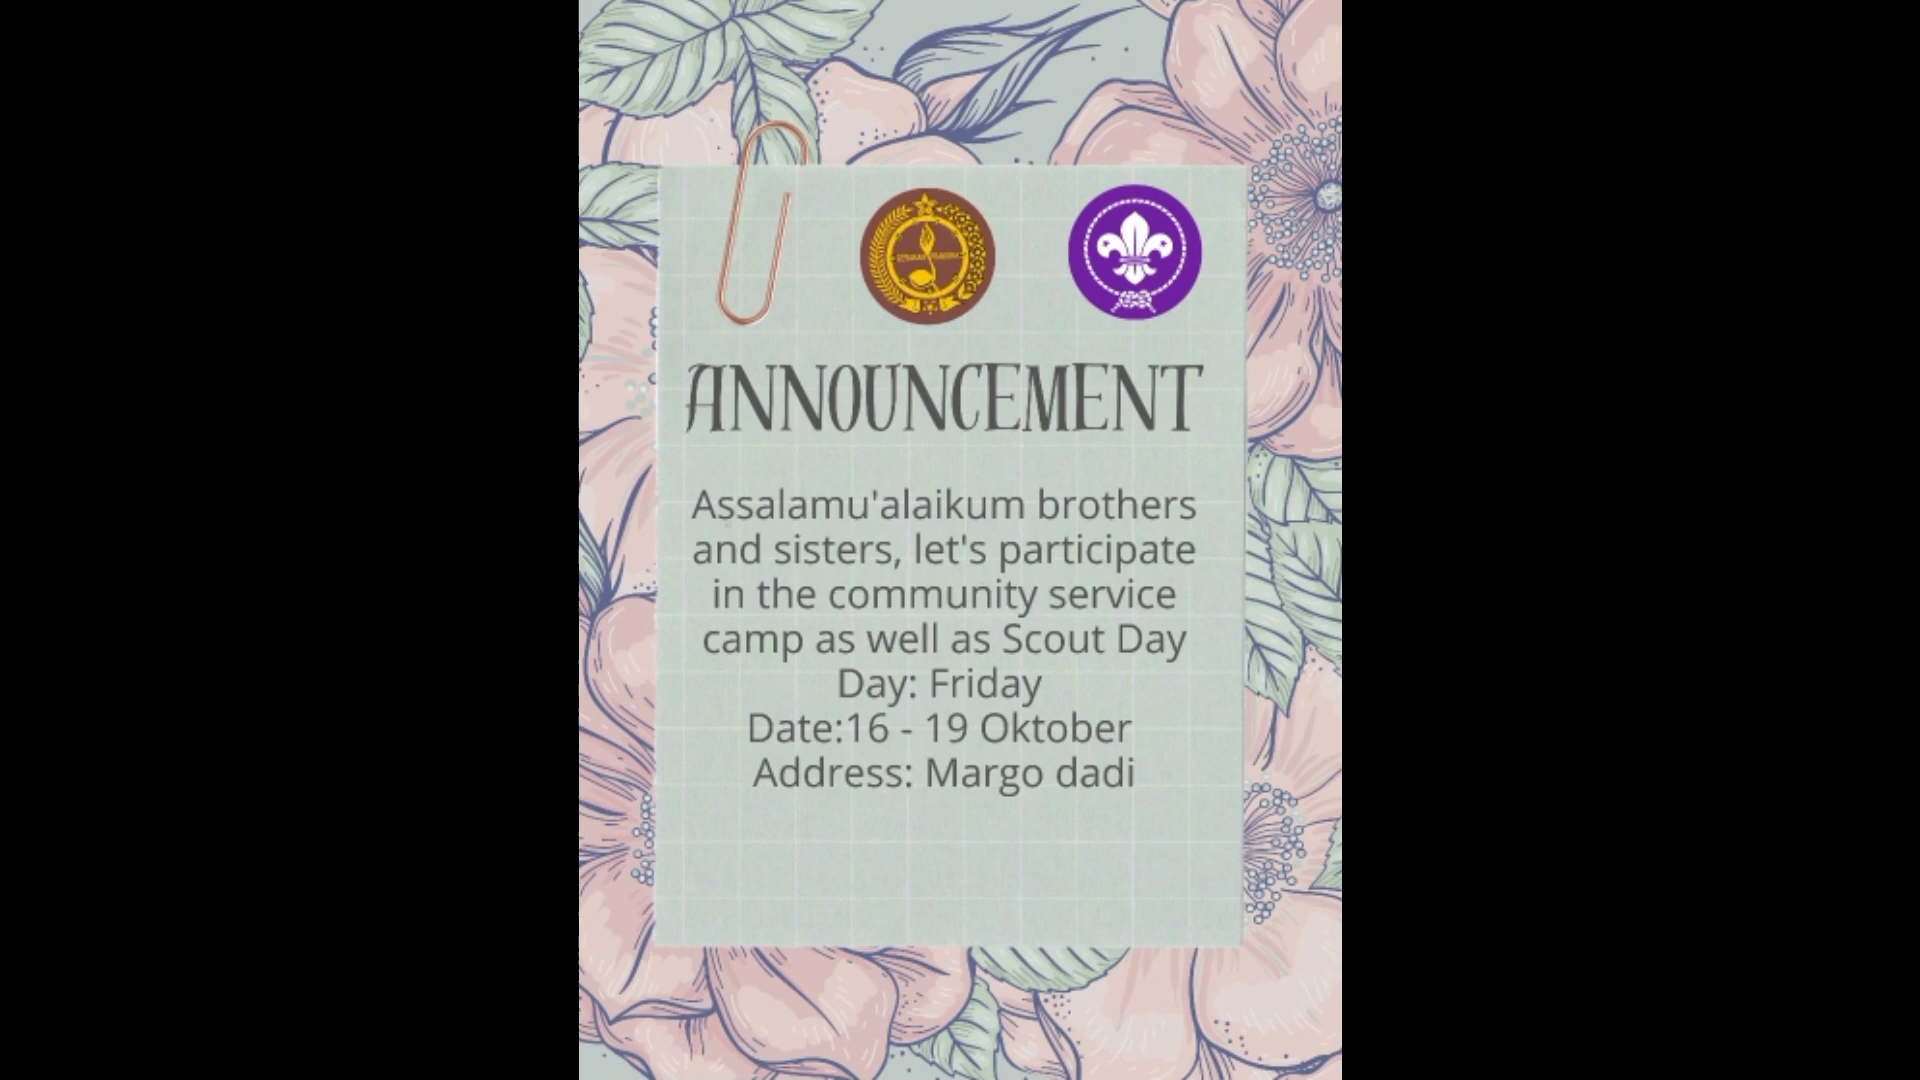 ANNOUNCEMENT
Assalamu'alaikum brothers
and sisters, let's participate
in the community service
camp as well as Scout Day
Day: Friday
Date:16 - 19 Oktober
Address: Margo dadi